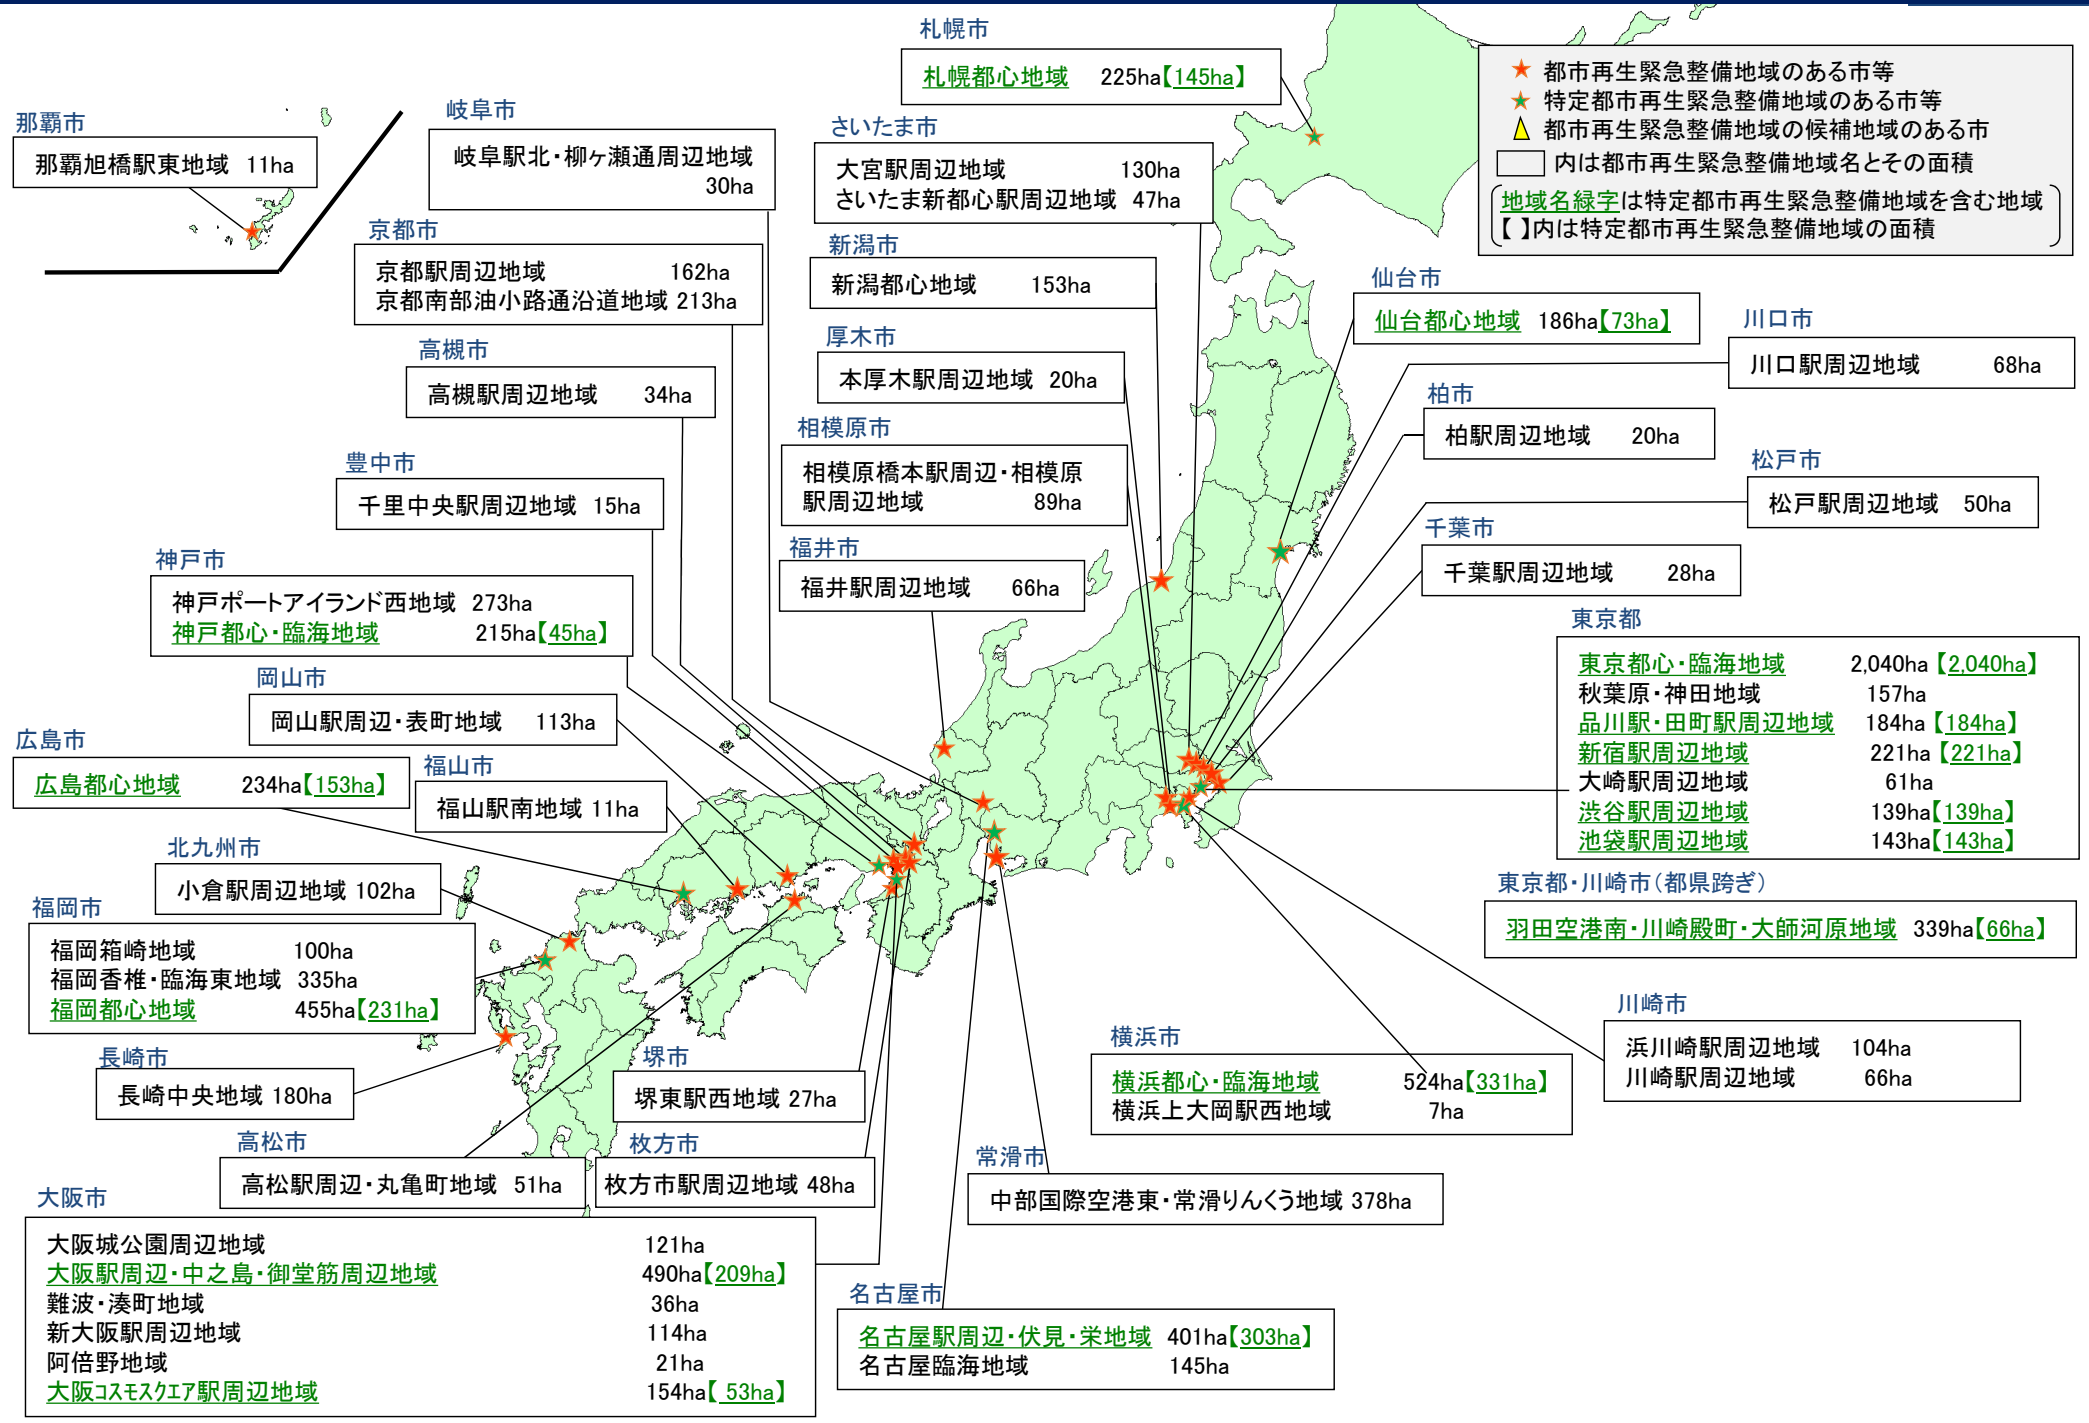 札幌市
札幌都心地域 225ha【145ha】
★ 都市再生緊急整備地域のある市等
★ 特定都市再生緊急整備地域のある市等
△ 都市再生緊急整備地域の候補地域のある市
内は都市再生緊急整備地域名とその面積
地域名緑字は特定都市再生緊急整備地域を含む地域
【 】内は特定都市再生緊急整備地域の面積
那覇市
那覇旭橋駅東地域 11ha
岐阜市
岐阜駅北・柳ヶ瀬通周辺地域
30ha
さいたま市
大宮駅周辺地域 130ha
さいたま新都心駅周辺地域 47ha
京都市
京都駅周辺地域 162ha
京都南部油小路通沿道地域 213ha
新潟市
新潟都心地域 153ha
仙台市
仙台都心地域 186ha【73ha】
川口市
川口駅周辺地域 68ha
高槻市
高槻駅周辺地域 34ha
厚木市
本厚木駅周辺地域 20ha
柏市
柏駅周辺地域 20ha
相模原市
相模原橋本駅周辺・相模原
駅周辺地域 89ha
豊中市
千里中央駅周辺地域 15ha
松戸市
松戸駅周辺地域 50ha
千葉市
千葉駅周辺地域 28ha
福井市
福井駅周辺地域 66ha
神戸市
神戸ポートアイランド西地域 273ha
神戸都心・臨海地域 215ha【45ha】
東京都
東京都心・臨海地域 2,040ha【2,040ha】
秋葉原・神田地域 157ha
品川駅・田町駅周辺地域 184ha【184ha】
新宿駅周辺地域 221ha【221ha】
大崎駅周辺地域 61ha
渋谷駅周辺地域 139ha【139ha】
池袋駅周辺地域 143ha【143ha】
岡山市
岡山駅周辺・表町地域 113ha
広島市
広島都心地域 234ha【153ha】
福山市
福山駅南地域 11ha
北九州市
小倉駅周辺地域 102ha
東京都・川崎市（都県跨ぎ）
羽田空港南・川崎殿町・大師河原地域 339ha【66ha】
福岡市
福岡箱崎地域 100ha
福岡香椎・臨海東地域 335ha
福岡都心地域 455ha【231ha】
川崎市
浜川崎駅周辺地域 104ha
川崎駅周辺地域 66ha
長崎市
長崎中央地域 180ha
堺市
堺東駅西地域 27ha
横浜市
横浜都心・臨海地域 524ha【331ha】
横浜上大岡駅西地域 7ha
高松市
高松駅周辺・丸亀町地域 51ha
枚方市
枚方市駅周辺地域 48ha
常滑市
中部国際空港東・常滑りんくう地域 378ha
大阪市
大阪城公園周辺地域 121ha
大阪駅周辺・中之島・御堂筋周辺地域 490ha【209ha】
難波・湊町地域 36ha
新大阪駅周辺地域 114ha
阿倍野地域 21ha
大阪ｺｽﾓｽｸｴｱ駅周辺地域 154ha【 53ha】
名古屋市
名古屋駅周辺・伏見・栄地域 401ha【303ha】
名古屋臨海地域 145ha